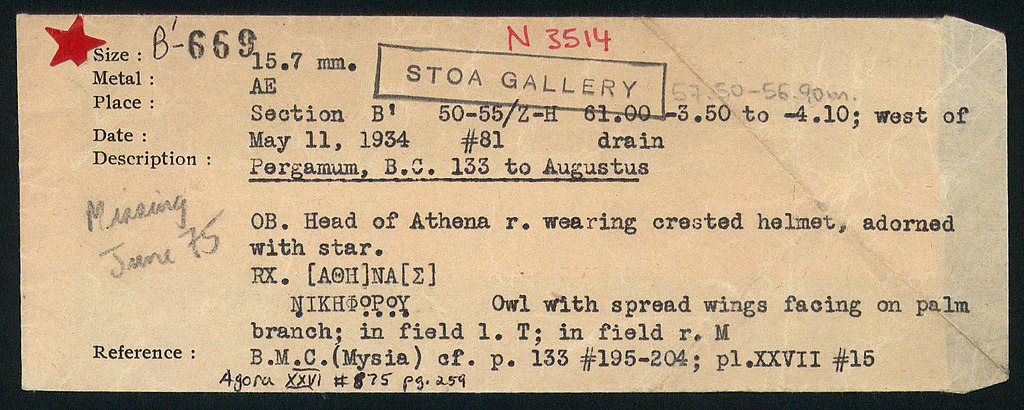 N 3514
B'-669
Size : 15.7 mm.
STOA GALLERY
Metal : AE
57.50-56.90m.
Place : Section B' 50-55/Z-H 61.00 -3.50 to -4.10; west of
Date : May 11, 1934 #81 drain
Description : Pergamum, B.C. 133 to Augustus
Missing
June 75
OB. Head of Athena r. wearing crested helmet, adorned
with star.
RX. [ΑΘΗ]ΝΑ[Σ]
ΝΙΚΗΦΟΡΟΥ Owl with spread wings facing on palm
branch; in field l. T; in field r. M
Reference : B.M.C.(Mysia) cf. p. 133 #195-204; pl.XXVII #15
Agora XXVI #875 pg. 259